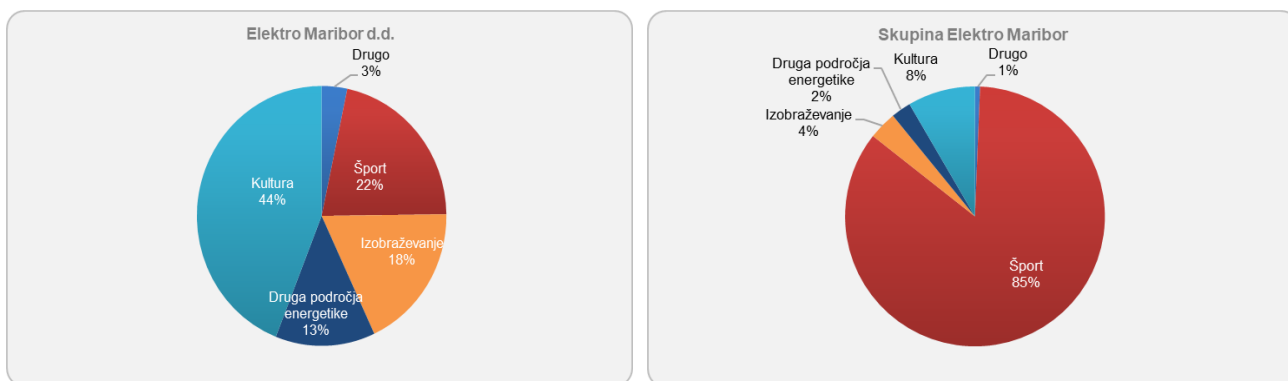 Elektro Maribor d.d.
Drugo
3%
Šport
22%
Izobraževanje
18%
Druga področja
energetike
13%
Kultura
44%
Skupina Elektro Maribor
Drugo
1%
Šport
85%
Izobraževanje
4%
Druga področja
energetike
2%
Kultura
8%